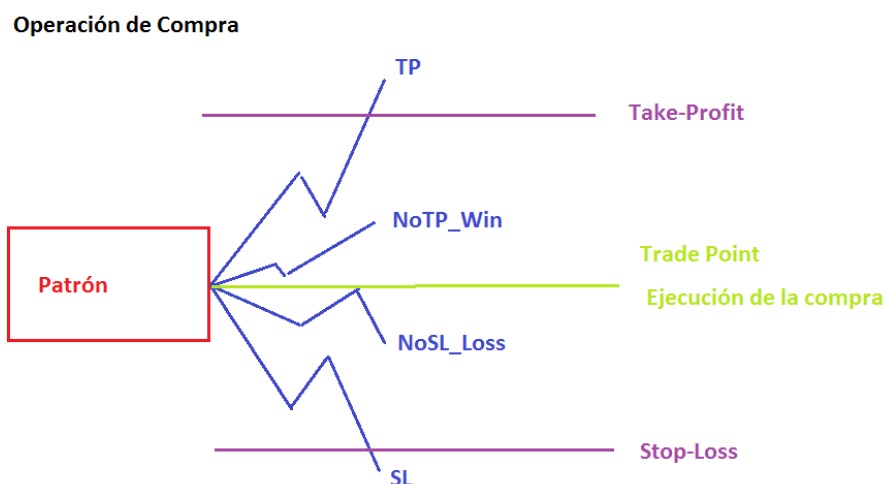 Operación de Compra
TP
Take-Profit
NoTP_Win
Trade Point
Patrón
Ejecución de la compra
NoSL_Loss
Stop-Loss
SL